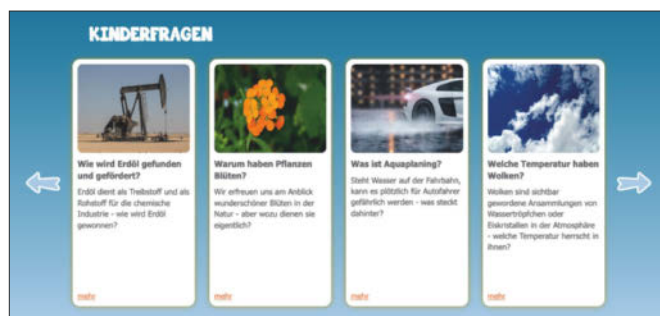 KINDERFRAGEN
Wie wird Erdöl gefunden
und gefördert?
Erdöl dient als Treibstoff und als
Rohstoff für die chemische
Industrie - wie wird Erdöl
gewonnen?
mehr
Warum haben Pflanzen
Blüten?
Wir erfreuen uns am Anblick
wunderschöner Blüten in der
Natur - aber wozu dienen sie
eigentlich?
mehr
Was ist Aquaplaning?
Steht Wasser auf der Fahrbahn,
kann es plötzlich für Autofahrer
gefährlich werden - was steckt
dahinter?
mehr
Welche Temperatur haben
Wolken?
Wolken sind sichtbar
gewordene Ansammlungen von
Wassertröpfchen oder
Eiskristallen in der Atmosphäre
- welche Temperatur herrscht in
ihnen?
mehr